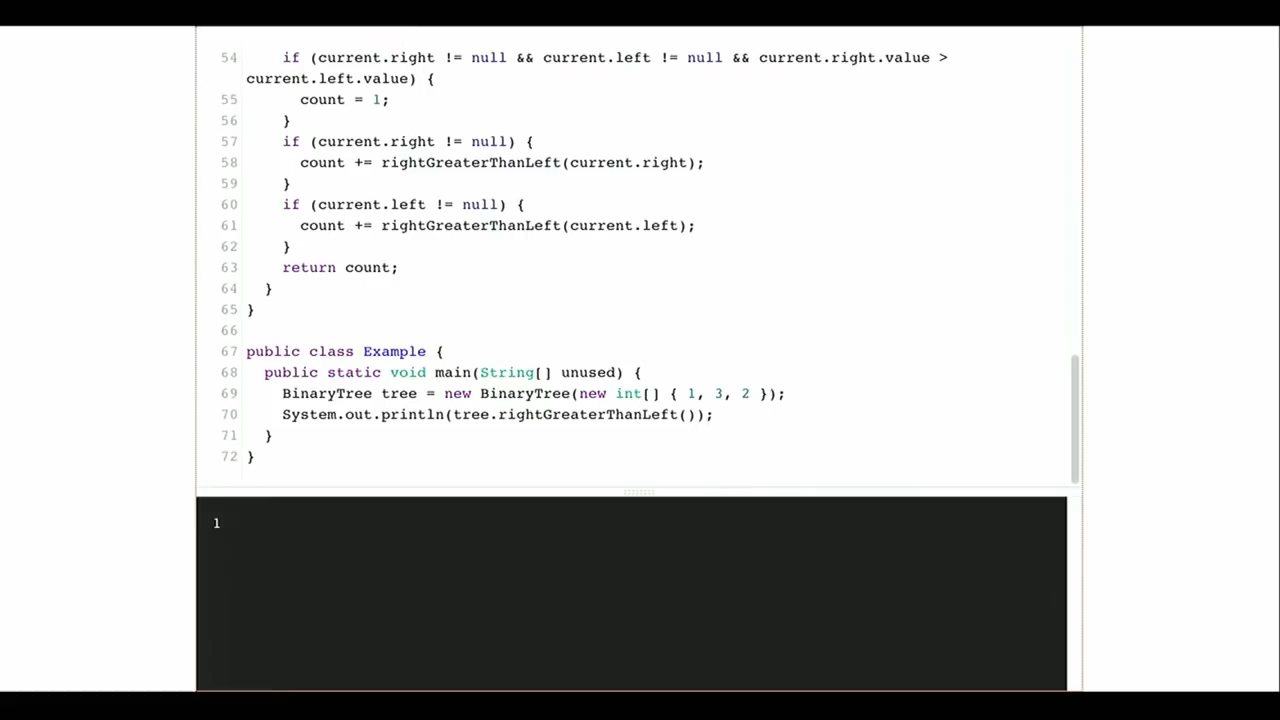 54 if (current.right != null && current.left != null && current.right.value >
current.left.value) {
55 count = 1;
56 }
57 if (current.right != null) {
58 count += rightGreaterThanLeft(current.right);
59 }
60 if (current.left != null) {
61 count += rightGreaterThanLeft(current.left);
62 }
63 return count;
64 }
65 }
66
67 public class Example {
68 public static void main(String[] unused) {
69 BinaryTree tree = new BinaryTree(new int[] { 1, 3, 2 });
70 System.out.println(tree.rightGreaterThanLeft());
71 }
72 }
1